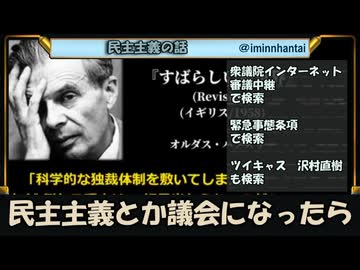 民主主義の話
@iminnhantai
『すばらしい
(Revis
(イギリス
/1958)
オルダス・
衆議院インターネット
審議中継
で検索
緊急事態条項
で検索
ツイキャス 沢村直樹
も検索
「科学的な独裁体制を敷いてしま
民主主義とか議会になったら